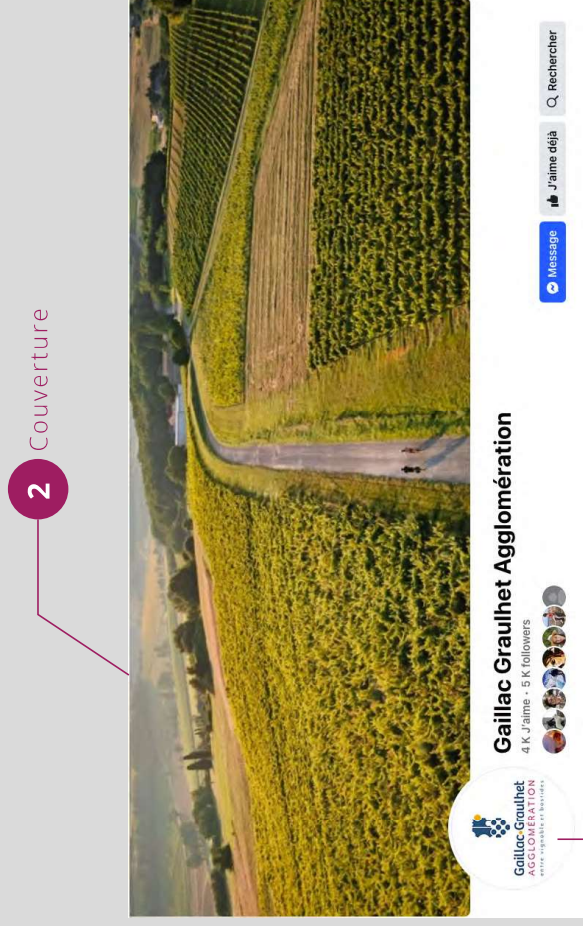 2 Couverture
Gaillac Graulhet Agglomération
4 K J'aime · 5 K followers
Message
J'aime déjà
Rechercher
Gaillac•Graulhet
AGGLOMÉRATION
entre vignoble et bastides